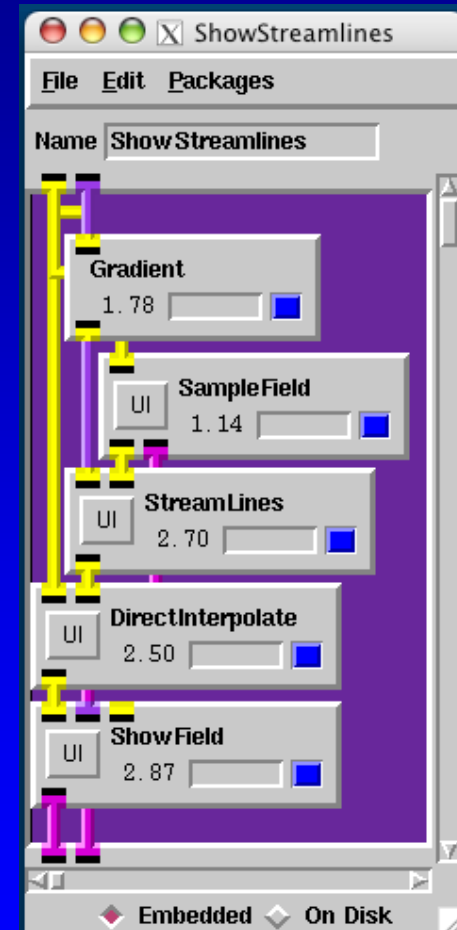 X ShowStreamlines
File Edit Packages
Name ShowStreamlines
Gradient
1.78
UI SampleField
1.14
UI StreamLines
2.70
UI DirectInterpolate
2.50
UI ShowField
2.87
Embedded On Disk